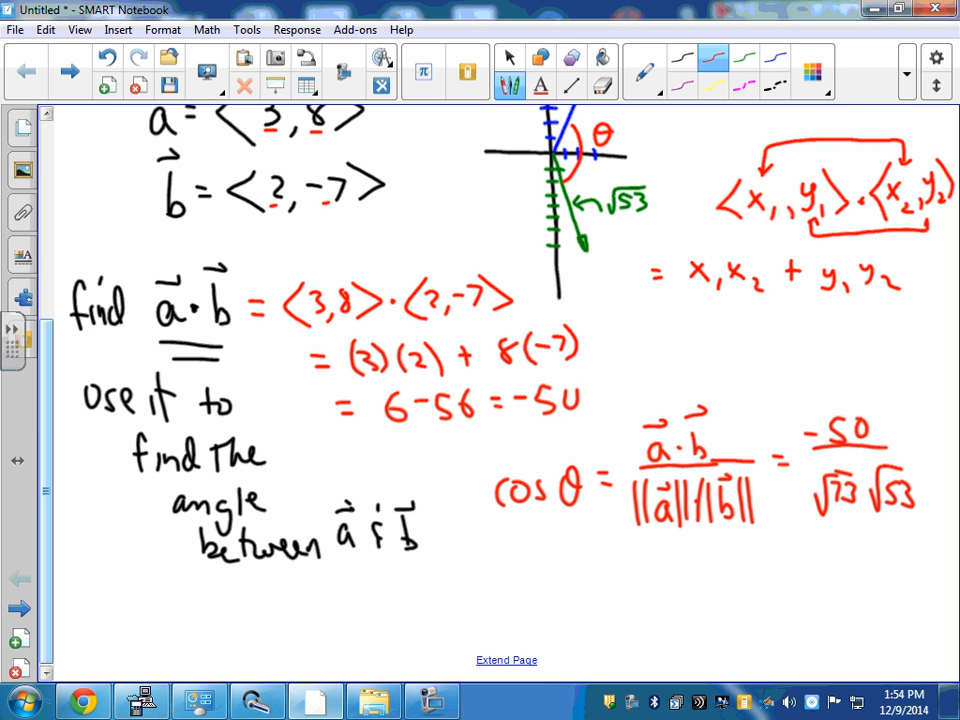 Untitled * - SMART Notebook
File Edit View Insert Format Math Tools Response Add-ons Help
a = <3, 8>
b = <2, -7>
θ
√53
<x₁, y₁> · <x₂, y₂>
= x₁x₂ + y₁y₂
find a · b = <3, 8> · <2, -7>
= (3)(2) + 8(-7)
= 6 - 56 = -50
use it to
find the
angle
between a & b
cos θ = a · b / ||a|| ||b|| = -50 / √73 √53
Extend Page
1:54 PM
12/9/2014